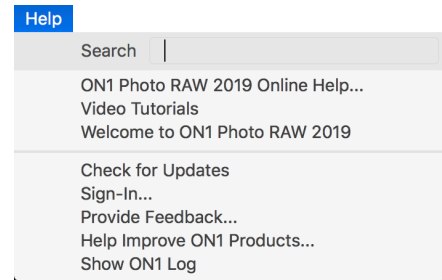 Help
Search
ON1 Photo RAW 2019 Online Help...
Video Tutorials
Welcome to ON1 Photo RAW 2019
Check for Updates
Sign-In...
Provide Feedback...
Help Improve ON1 Products...
Show ON1 Log